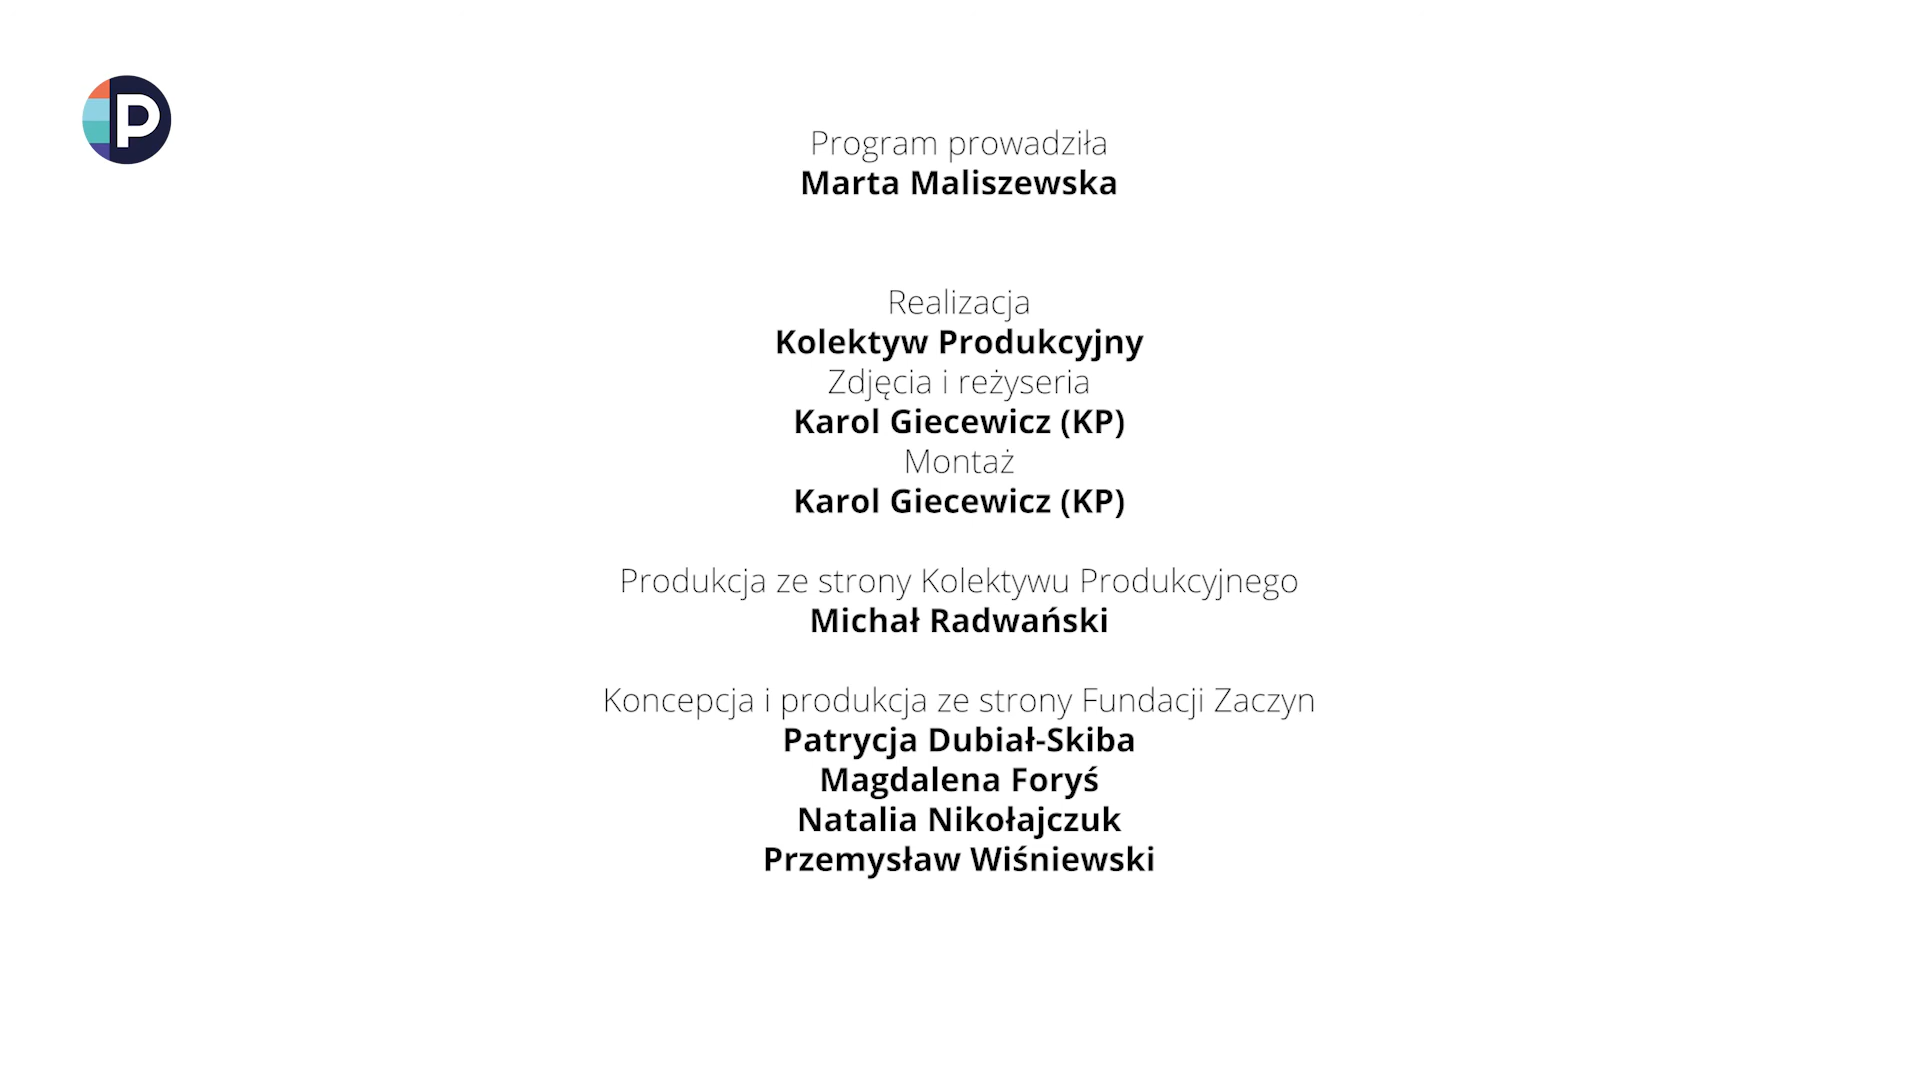 P
Program prowadziła
Marta Maliszewska
Realizacja
Kolektyw Produkcyjny
Zdjęcia i reżyseria
Karol Giecewicz (KP)
Montaż
Karol Giecewicz (KP)
Produkcja ze strony Kolektywu Produkcyjnego
Michał Radwański
Koncepcja i produkcja ze strony Fundacji Zaczyn
Patrycja Dubiał-Skiba
Magdalena Foryś
Natalia Nikołajczuk
Przemysław Wiśniewski